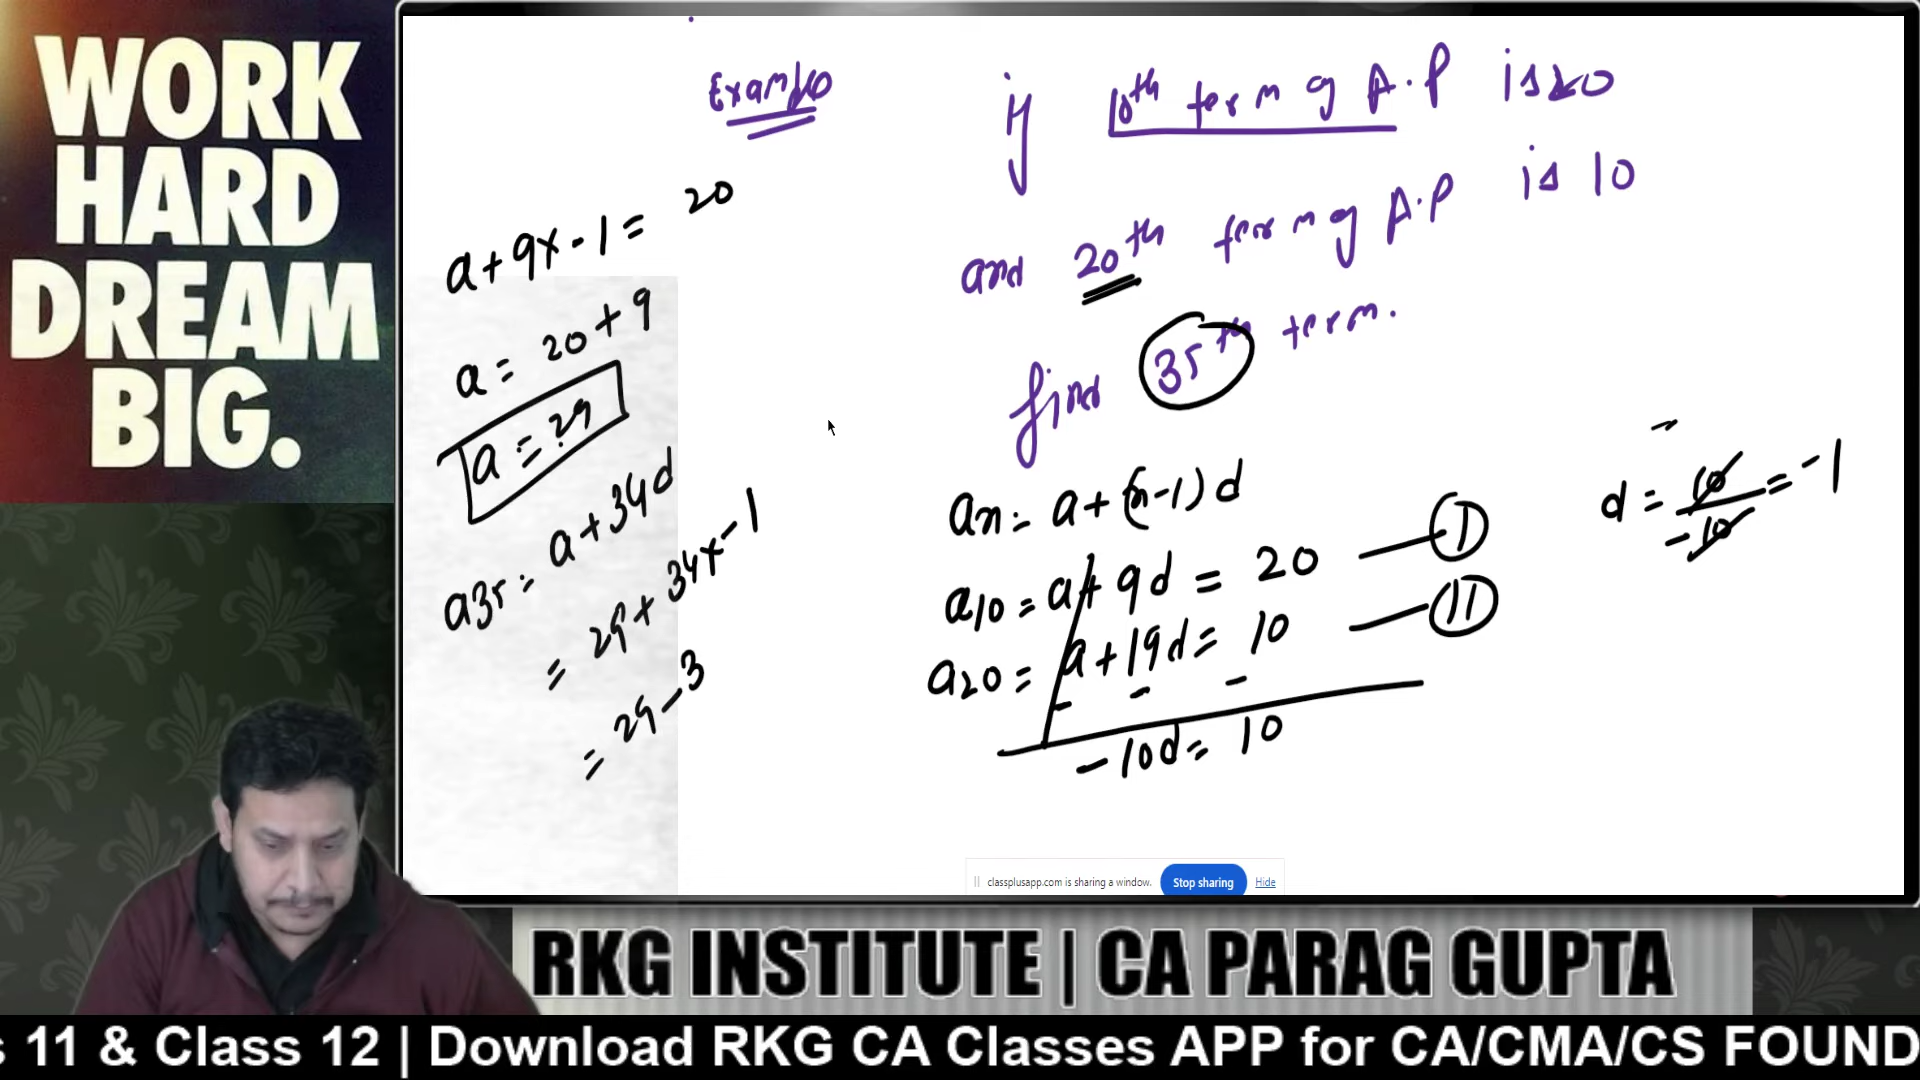 WORK
HARD
DREAM
BIG.
Example
if 10th term of A.P is 20
and 20th term of A.P is 10
find 35th term.
a+9x-1= 20
a= 20+9
a=29
a35= a+34d
= 29+34x-1
= 29-3
an= a+(n-1)d
a10=a+9d=20 — I
a20=a+19d=10 — II
- - -
-10d=10
d=10/-10=-1
|| classplusapp.com is sharing a window. Stop sharing Hide
RKG INSTITUTE | CA PARAG GUPTA
s 11 & Class 12 | Download RKG CA Classes APP for CA/CMA/CS FOUND